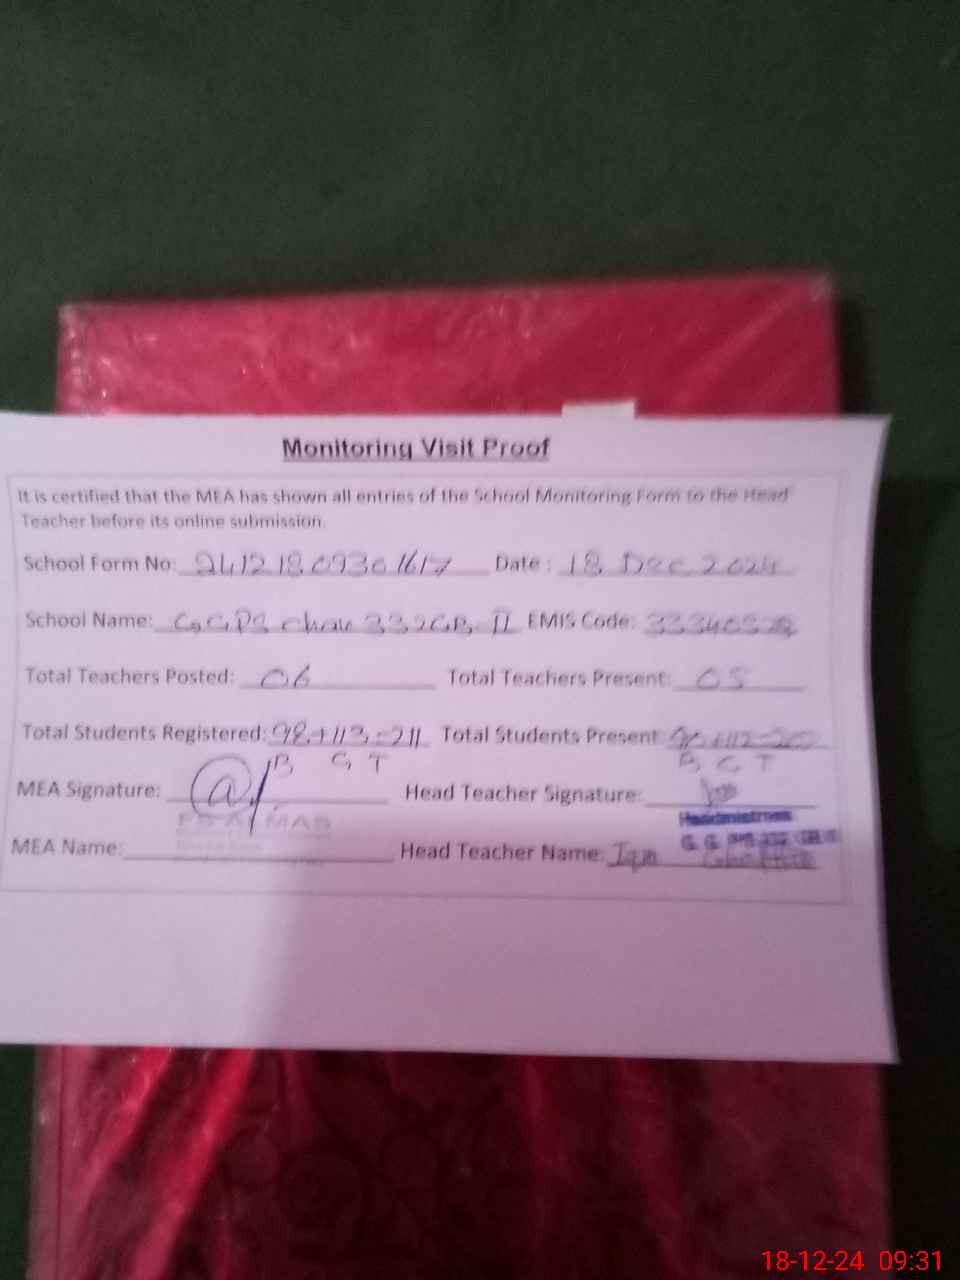 Monitoring Visit Proof
It is certified that the MEA has shown all entries of the School Monitoring Form to the Head
Teacher before its online submission.
School Form No: 24121809301617 Date : 18 Dec 2024
School Name: GGPS chak 332GB II EMIS Code:
Total Teachers Posted: 06 Total Teachers Present: 05
Total Students Registered: 98+113=211 Total Students Present:
B G T B G T
MEA Signature: Head Teacher Signature:
Headmistress
MEA Name: Head Teacher Name:
18-12-24 09:31